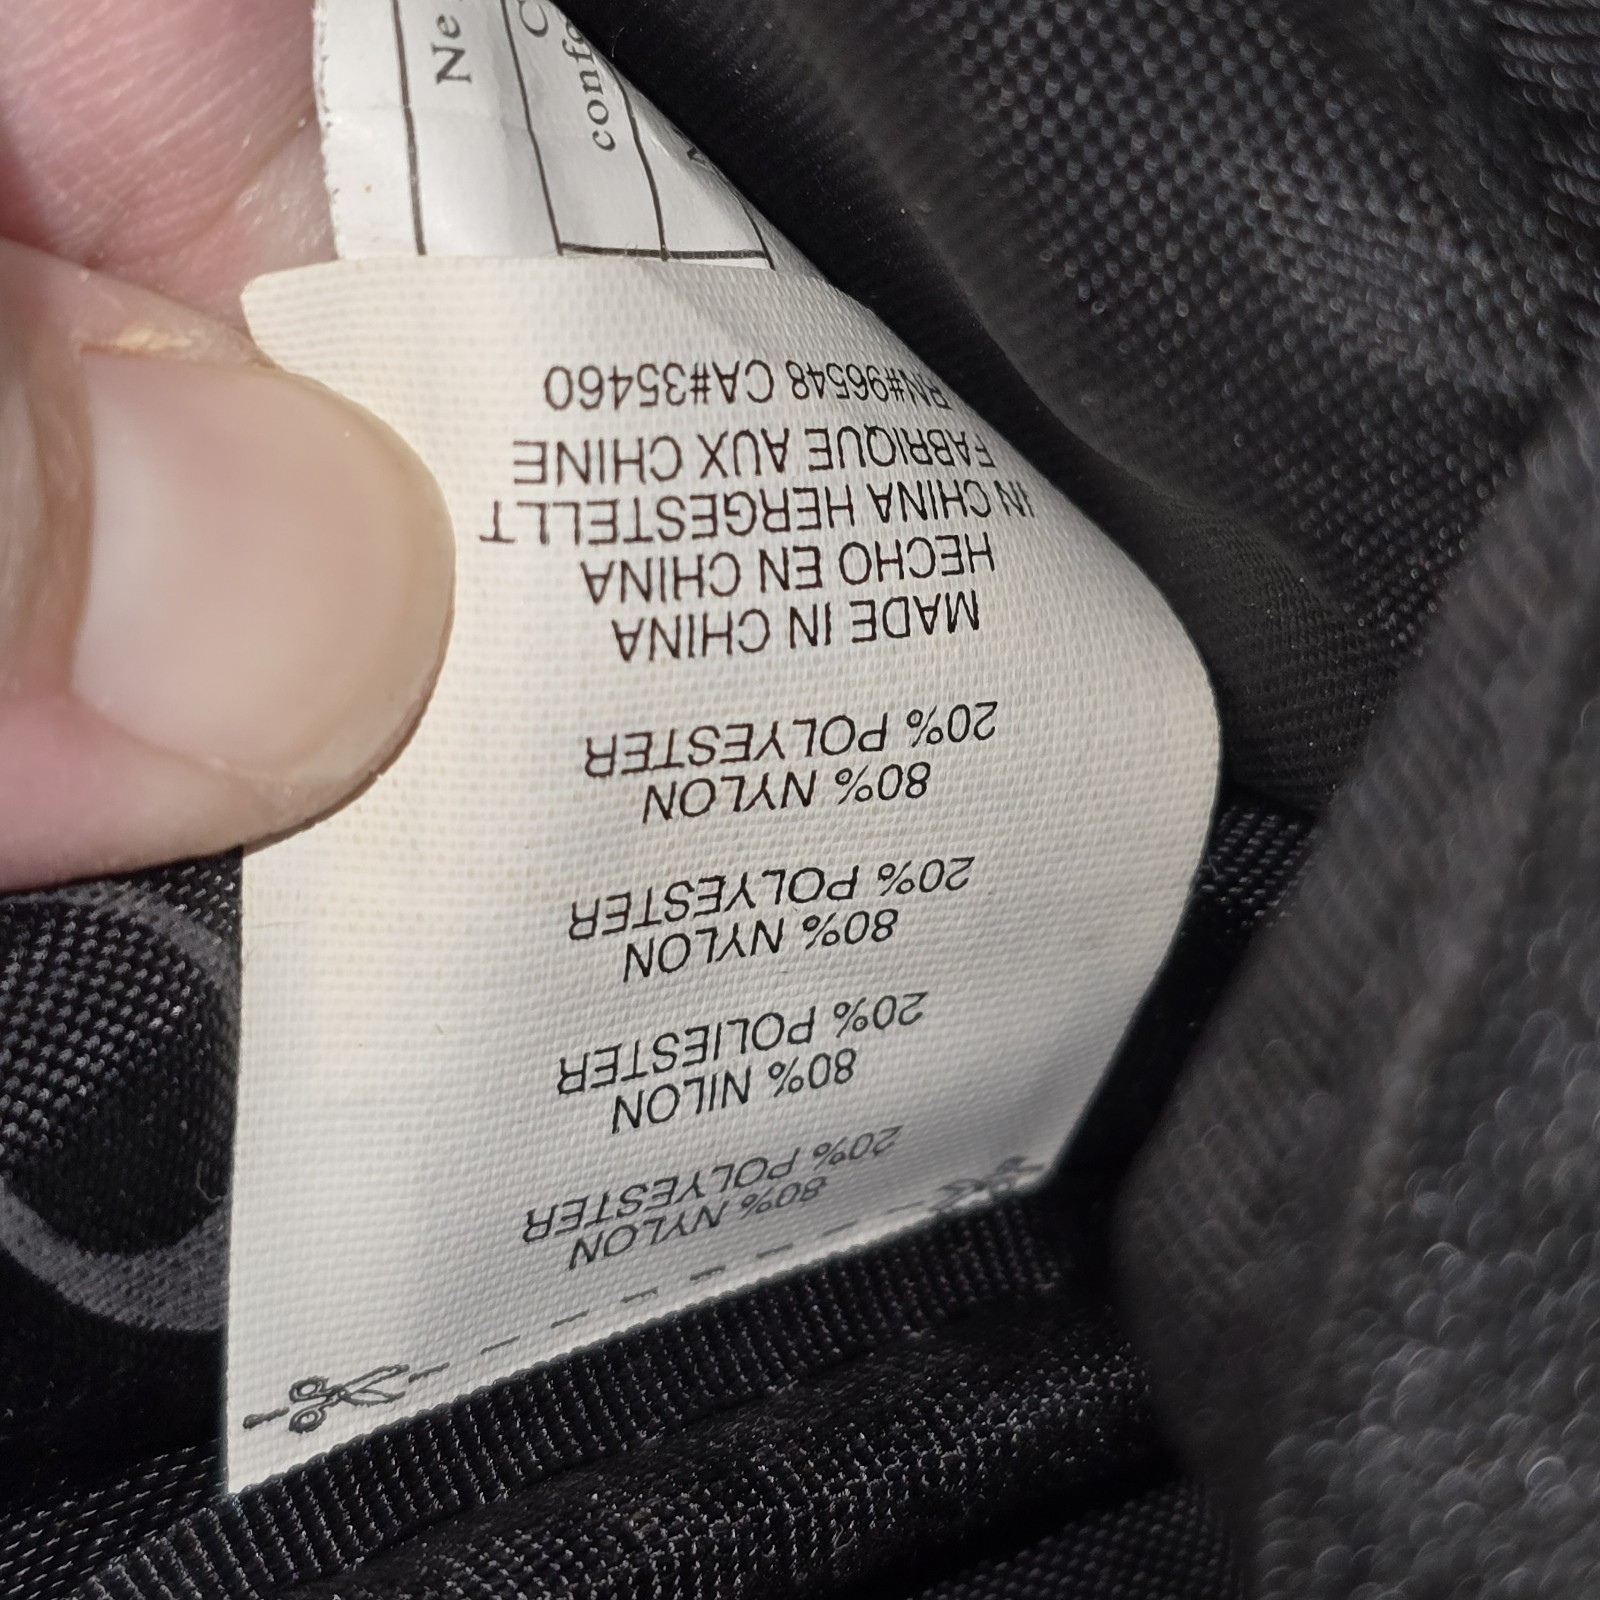 80% NYLON
20% POLYESTER
80% NILON
20% POLIESTER
80% NYLON
20% POLYESTER
80% NYLON
20% POLYESTER
MADE IN CHINA
HECHO EN CHINA
IN CHINA HERGESTELLT
FABRIQUE AUX CHINE
RN#96548 CA#35460
Ne